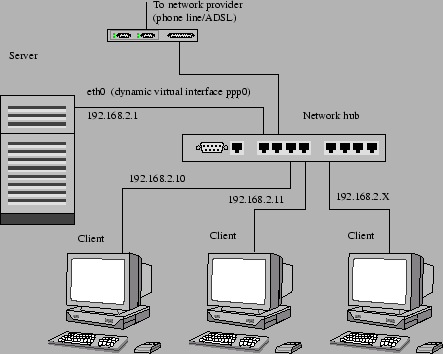 To network provider
(phone line/ADSL)
Server
eth0 (dynamic virtual interface ppp0)
192.168.2.1
Network hub
192.168.2.10
192.168.2.11
192.168.2.X
Client
Client
Client